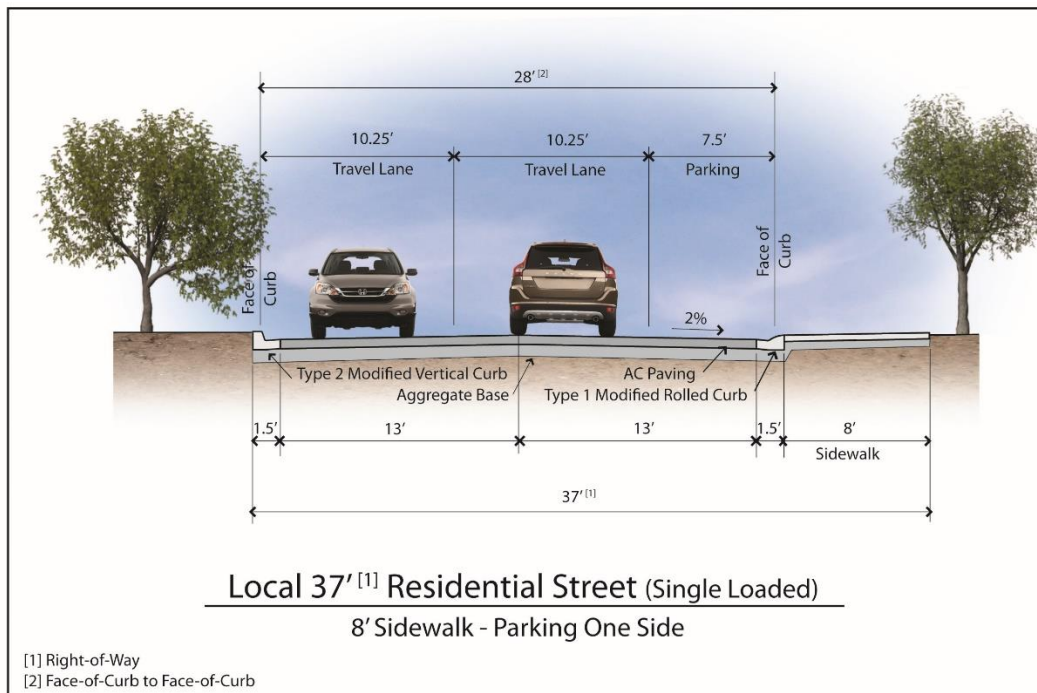 28' [2]
10.25'
10.25'
7.5'
Travel Lane
Travel Lane
Parking
Face of
Curb
Face of
Curb
2%
Type 2 Modified Vertical Curb
AC Paving
Aggregate Base
Type 1 Modified Rolled Curb
1.5'
13'
13'
1.5'
8'
Sidewalk
37' [1]
Local 37' [1] Residential Street (Single Loaded)
8' Sidewalk - Parking One Side
[1] Right-of-Way
[2] Face-of-Curb to Face-of-Curb